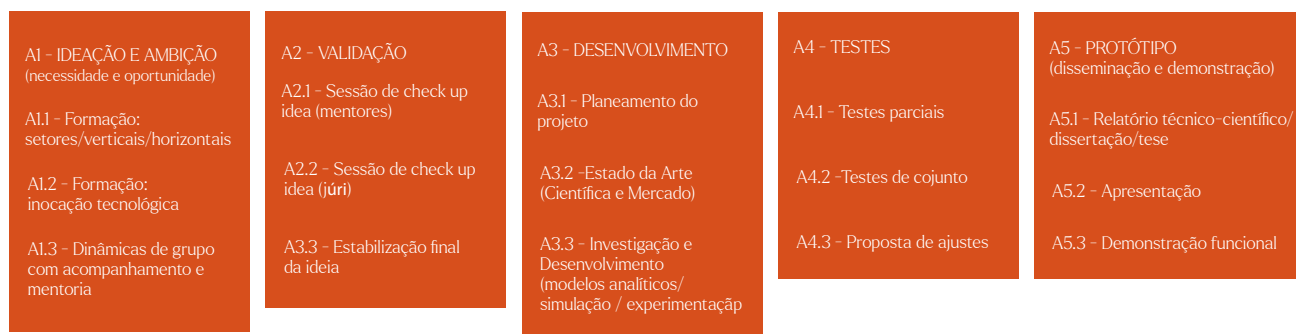 A1 - IDEAÇÃO E AMBIÇÃO
(necessidade e oportunidade)
A1.1 - Formação:
setores/verticais/horizontais
A1.2 - Formação:
inocação tecnológica
A1.3 - Dinâmicas de grupo
com acompanhamento e
mentoria
A2 - VALIDAÇÃO
A2.1 - Sessão de check up
idea (mentores)
A2.2 - Sessão de check up
idea (júri)
A3.3 - Estabilização final
da ideia
A3 - DESENVOLVIMENTO
A3.1 - Planeamento do
projeto
A3.2 -Estado da Arte
(Científica e Mercado)
A3.3 - Investigação e
Desenvolvimento
(modelos analíticos/
simulação / experimentaçãp
A4 - TESTES
A4.1 - Testes parciais
A4.2 -Testes de cojunto
A4.3 - Proposta de ajustes
A5 - PROTÓTIPO
(disseminação e demonstração)
A5.1 - Relatório técnico-científico/
dissertação/tese
A5.2 - Apresentação
A5.3 - Demonstração funcional